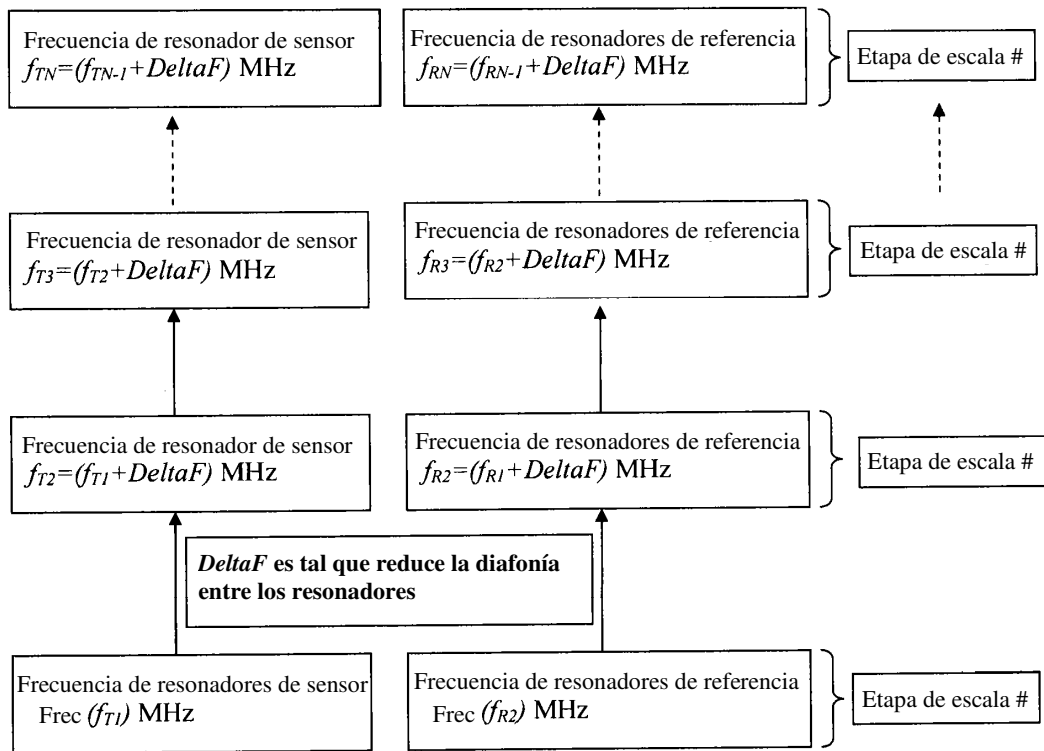 Frecuencia de resonador de sensor
fTN=(fTN-1+DeltaF) MHz
Frecuencia de resonadores de referencia
fRN=(fRN-1+DeltaF) MHz
Etapa de escala #
Frecuencia de resonador de sensor
fT3=(fT2+DeltaF) MHz
Frecuencia de resonadores de referencia
fR3=(fR2+DeltaF) MHz
Etapa de escala #
Frecuencia de resonador de sensor
fT2=(fT1+DeltaF) MHz
Frecuencia de resonadores de referencia
fR2=(fR1+DeltaF) MHz
Etapa de escala #
DeltaF es tal que reduce la diafonía
entre los resonadores
Frecuencia de resonadores de sensor
Frec (fT1) MHz
Frecuencia de resonadores de referencia
Frec (fR2) MHz
Etapa de escala #